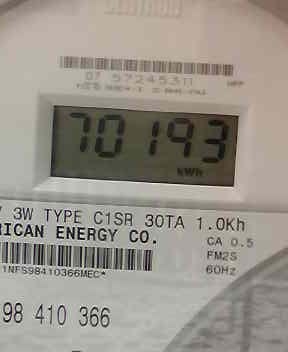 07 57245311
70193
kWh
3W TYPE C1SR 30TA 1.0Kh
RICAN ENERGY CO.
CA 0.5
FM2S
60Hz
1NFS98410366MEC*
98 410 366